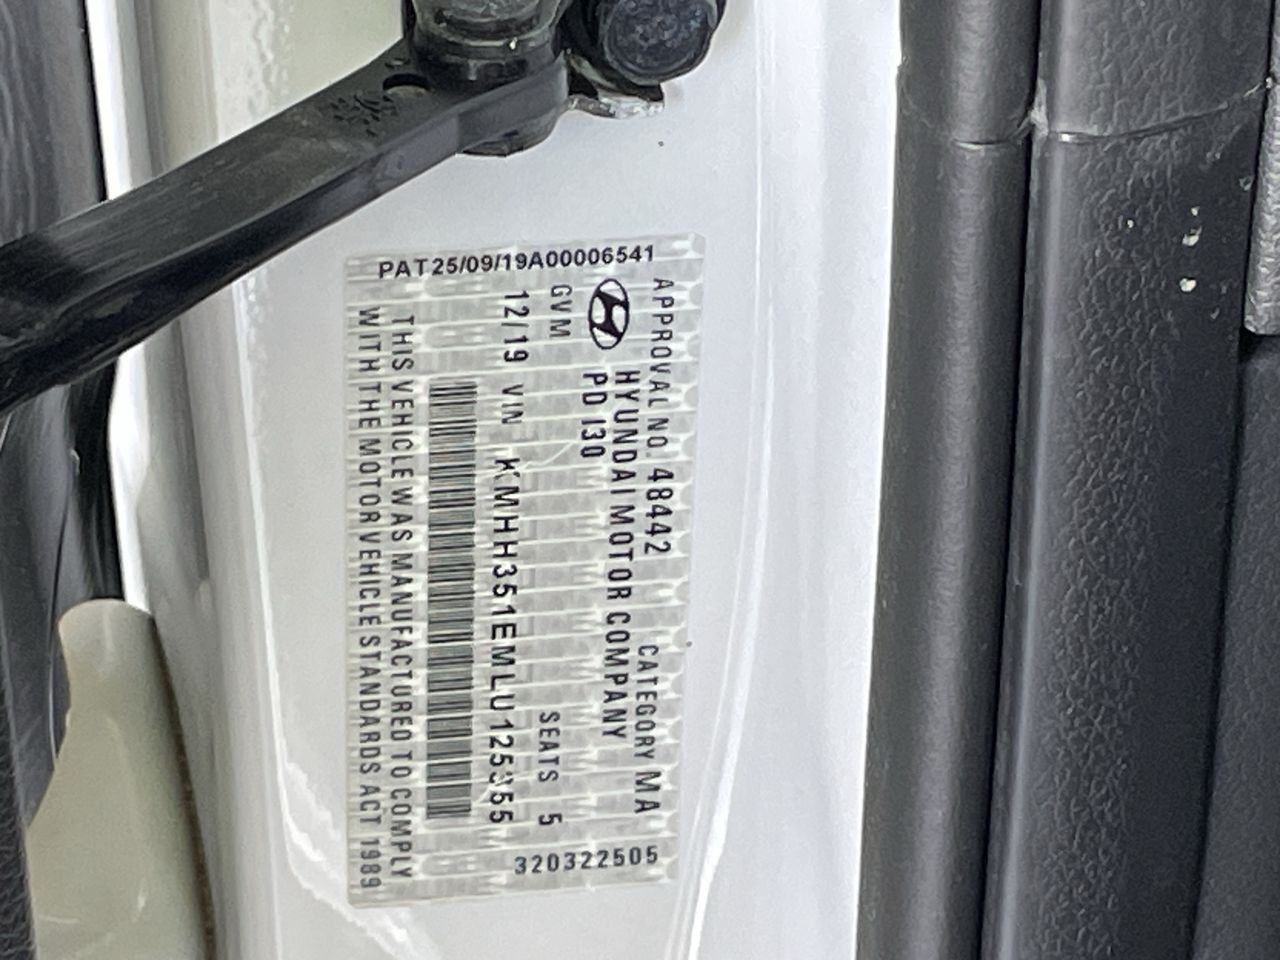 APPROVAL NO. 48442 CATEGORY MA
HYUNDAI MOTOR COMPANY
PD I30
GVM SEATS 5
12/19 VIN
THIS VEHICLE WAS MANUFACTURED TO COMPLY
WITH THE MOTOR VEHICLE STANDARDS ACT 1989
PAT25/09/19A00006541
320322505